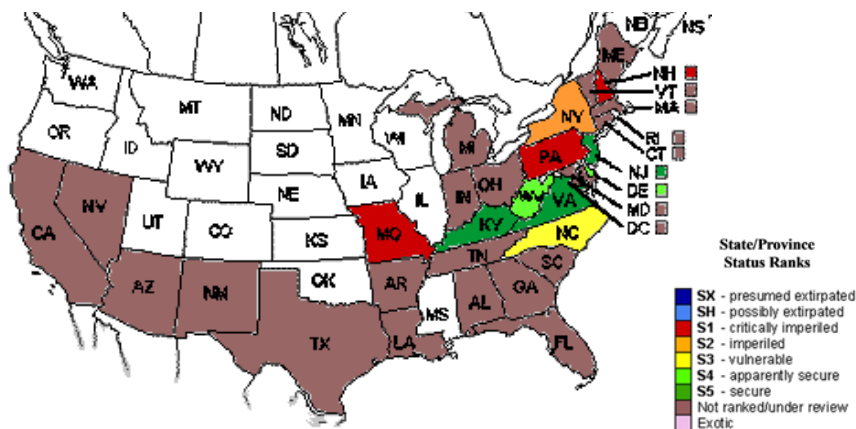 NB
NS
ME
WA
NH
MT
ND
VT
MN
MA
OR
NY
ID
WI
SD
MI
RI
WY
PA
CT
IA
NE
NJ
OH
IL
IN
NV
WV
DE
UT
VA
CO
MD
CA
KS
MO
KY
DC
NC
TN
OK
SC
AZ
NM
AR
GA
AL
MS
TX
LA
FL
State/Province
Status Ranks
SX - presumed extirpated
SH - possibly extirpated
S1 - critically imperiled
S2 - imperiled
S3 - vulnerable
S4 - apparently secure
S5 - secure
Not ranked/under review
Exotic